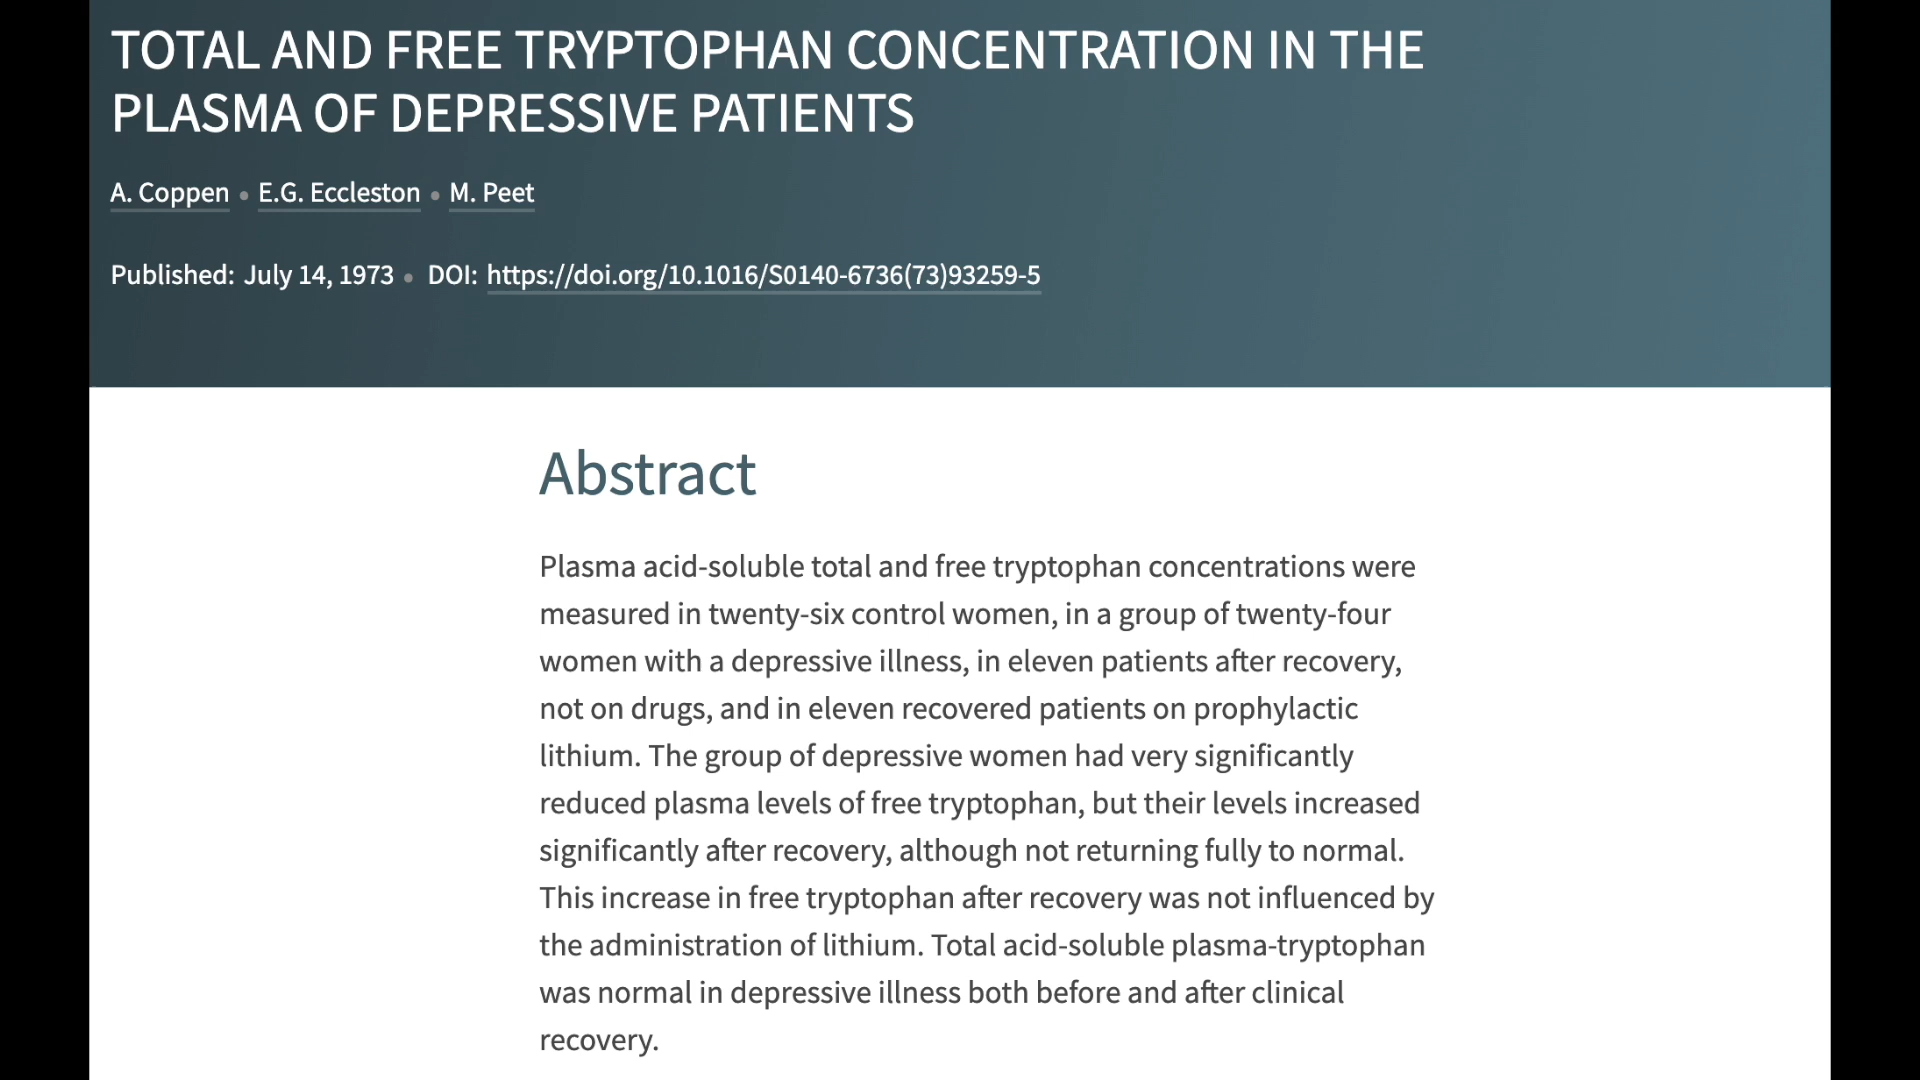 TOTAL AND FREE TRYPTOPHAN CONCENTRATION IN THE
PLASMA OF DEPRESSIVE PATIENTS
A. Coppen • E.G. Eccleston • M. Peet
Published: July 14, 1973 • DOI: https://doi.org/10.1016/S0140-6736(73)93259-5
Abstract
Plasma acid-soluble total and free tryptophan concentrations were
measured in twenty-six control women, in a group of twenty-four
women with a depressive illness, in eleven patients after recovery,
not on drugs, and in eleven recovered patients on prophylactic
lithium. The group of depressive women had very significantly
reduced plasma levels of free tryptophan, but their levels increased
significantly after recovery, although not returning fully to normal.
This increase in free tryptophan after recovery was not influenced by
the administration of lithium. Total acid-soluble plasma-tryptophan
was normal in depressive illness both before and after clinical
recovery.